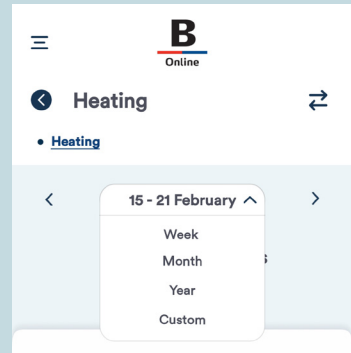 B
Online
Heating
Heating
15 - 21 February
Week
Month
Year
Custom